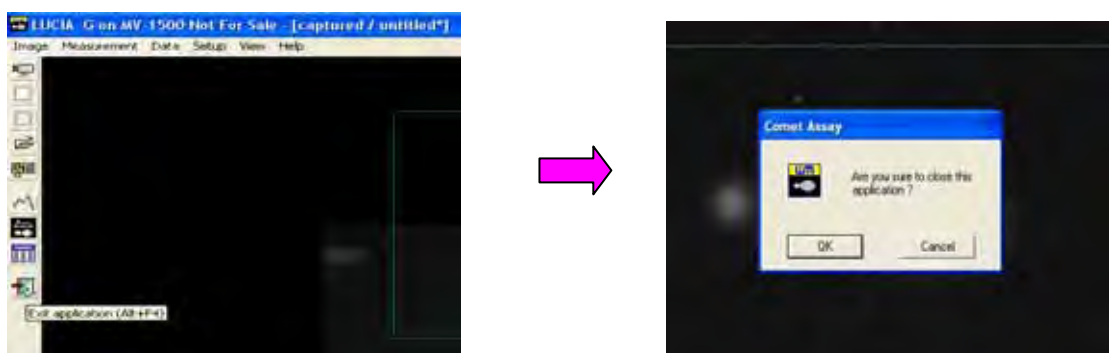 LUCIA G on MV-1500 Not For Sale - [captured / untitled*]
Image Measurement Data Setup View Help
Exit application (Alt+F4)
Comet Assay
Are you sure to close this
application ?
OK Cancel